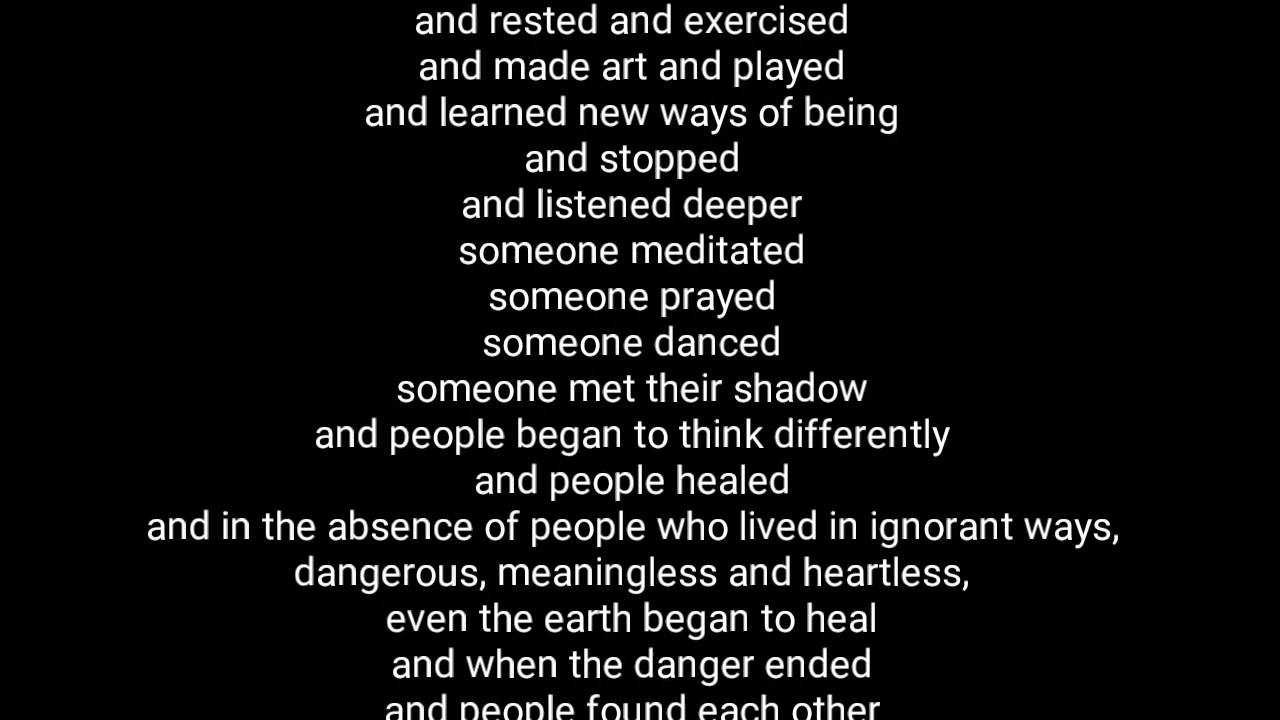 and rested and exercised
and made art and played
and learned new ways of being
and stopped
and listened deeper
someone meditated
someone prayed
someone danced
someone met their shadow
and people began to think differently
and people healed
and in the absence of people who lived in ignorant ways,
dangerous, meaningless and heartless,
even the earth began to heal
and when the danger ended
and people found each other